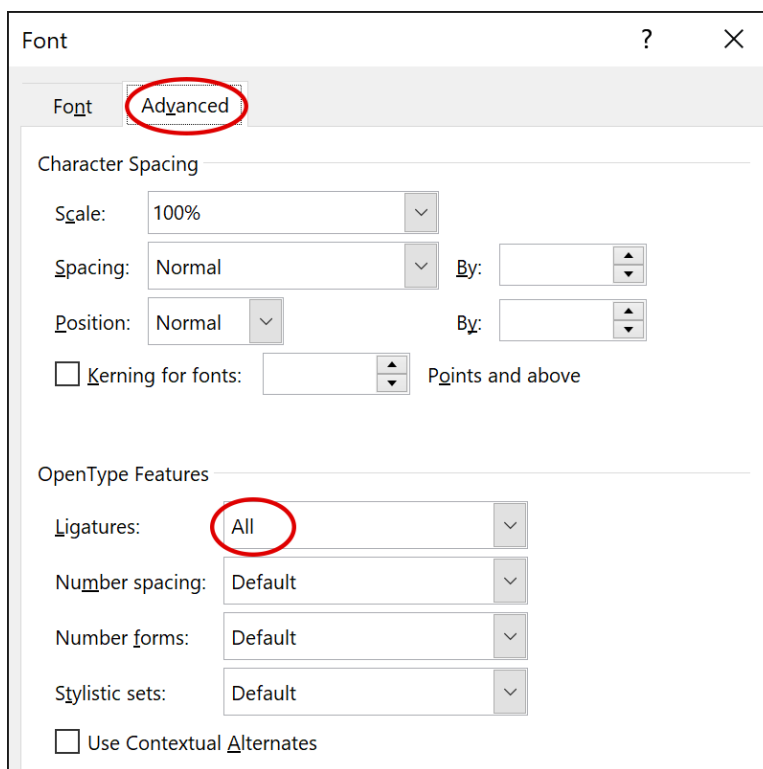 Font ?
Font Advanced
Character Spacing
Scale: 100%
Spacing: Normal By:
Position: Normal By:
Kerning for fonts: Points and above
OpenType Features
Ligatures: All
Number spacing: Default
Number forms: Default
Stylistic sets: Default
Use Contextual Alternates